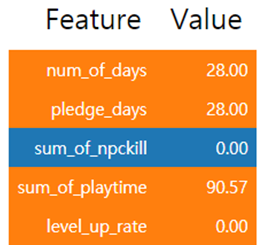 Feature Value
num_of_days 28.00
pledge_days 28.00
sum_of_npckill 0.00
sum_of_playtime 90.57
level_up_rate 0.00